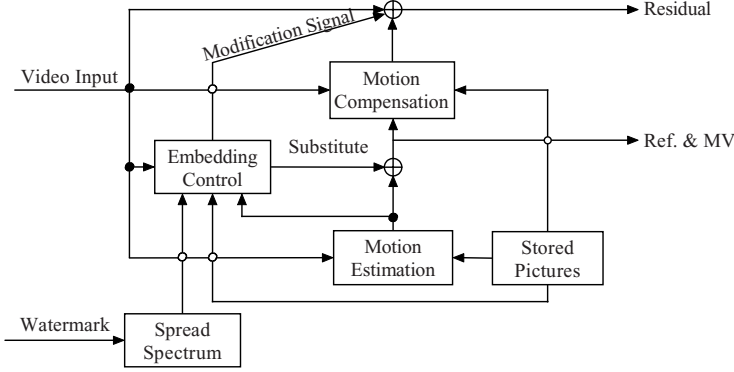 Residual
Modification Signal
Video Input
Motion
Compensation
Ref. & MV
Substitute
Embedding
Control
Motion
Estimation
Stored
Pictures
Watermark
Spread
Spectrum